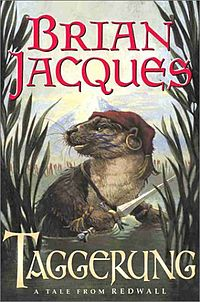 BRIAN
JACQUES
TAGGERUNG
A TALE FROM REDWALL